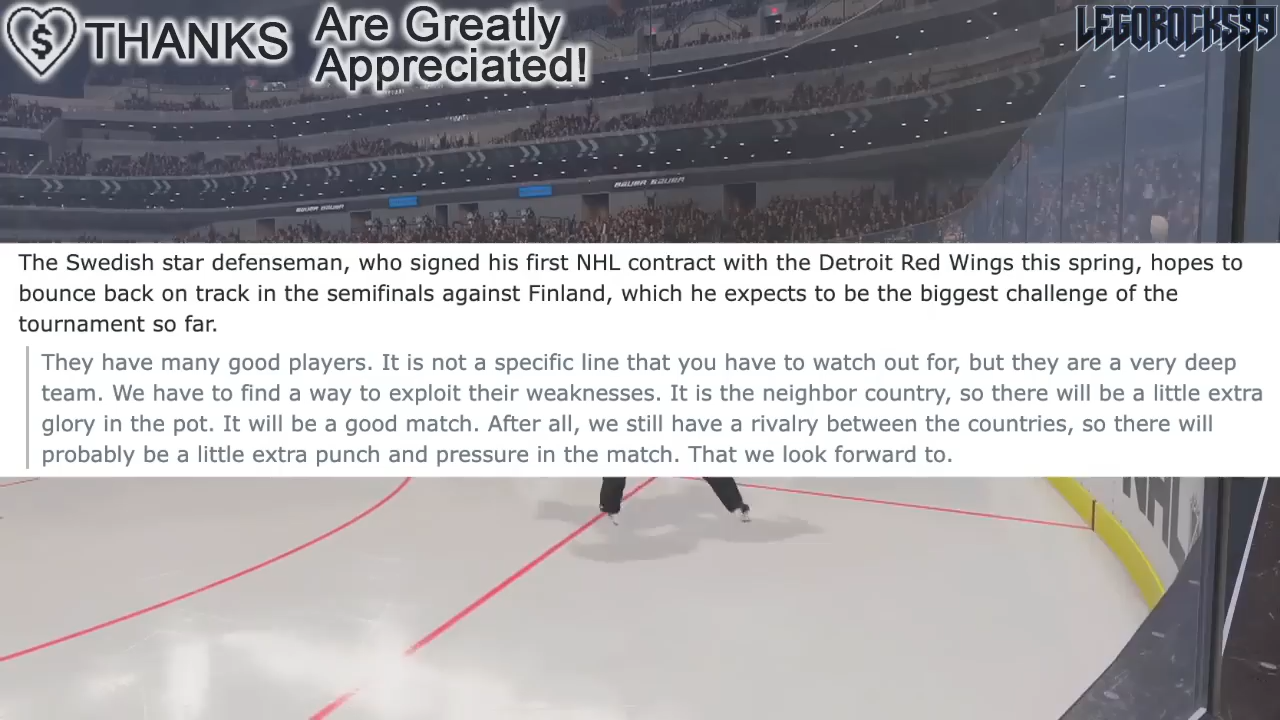 THANKS
Are Greatly
Appreciated!
LEGOROCKS99
BAUER BAUER
BAUER BAUER
The Swedish star defenseman, who signed his first NHL contract with the Detroit Red Wings this spring, hopes to
bounce back on track in the semifinals against Finland, which he expects to be the biggest challenge of the
tournament so far.
They have many good players. It is not a specific line that you have to watch out for, but they are a very deep
team. We have to find a way to exploit their weaknesses. It is the neighbor country, so there will be a little extra
glory in the pot. It will be a good match. After all, we still have a rivalry between the countries, so there will
probably be a little extra punch and pressure in the match. That we look forward to.
NHL